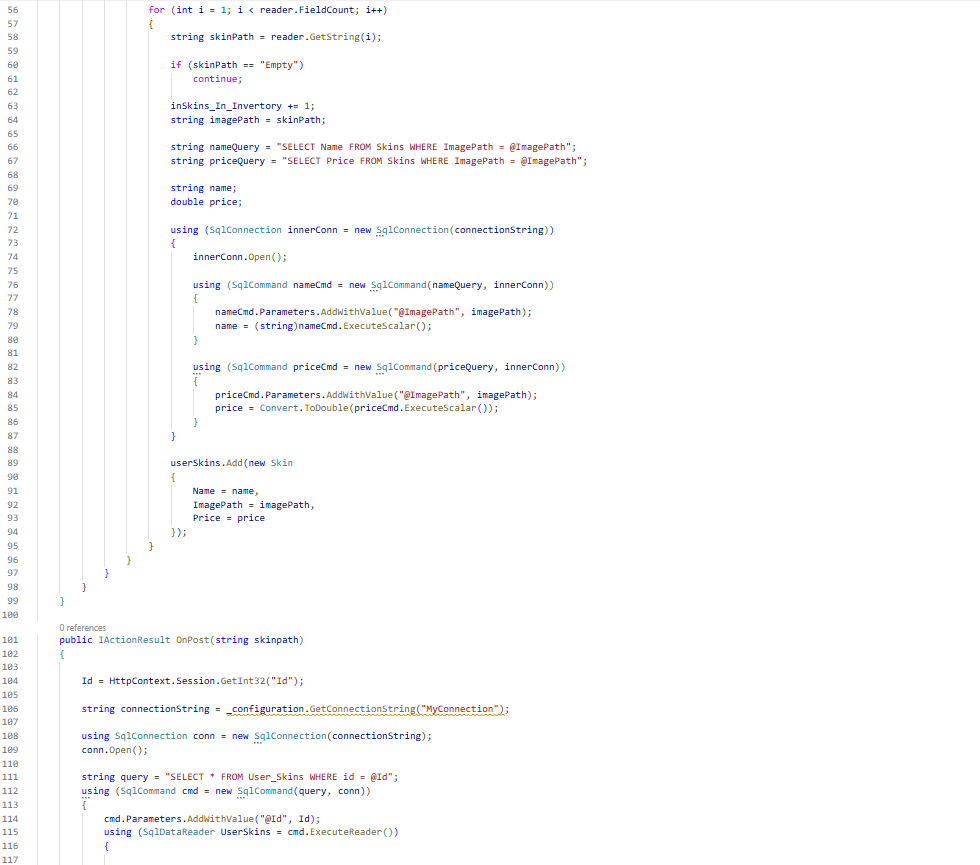 56 for (int i = 1; i < reader.FieldCount; i++)
57 {
58 string skinPath = reader.GetString(i);
59
60 if (skinPath == "Empty")
61 continue;
62
63 inSkins_In_Invertory += 1;
64 string imagePath = skinPath;
65
66 string nameQuery = "SELECT Name FROM Skins WHERE ImagePath = @ImagePath";
67 string priceQuery = "SELECT Price FROM Skins WHERE ImagePath = @ImagePath";
68
69 string name;
70 double price;
71
72 using (SqlConnection innerConn = new SqlConnection(connectionString))
73 {
74 innerConn.Open();
75
76 using (SqlCommand nameCmd = new SqlCommand(nameQuery, innerConn))
77 {
78 nameCmd.Parameters.AddWithValue("@ImagePath", imagePath);
79 name = (string)nameCmd.ExecuteScalar();
80 }
81
82 using (SqlCommand priceCmd = new SqlCommand(priceQuery, innerConn))
83 {
84 priceCmd.Parameters.AddWithValue("@ImagePath", imagePath);
85 price = Convert.ToDouble(priceCmd.ExecuteScalar());
86 }
87 }
88
89 userSkins.Add(new Skin
90 {
91 Name = name,
92 ImagePath = imagePath,
93 Price = price
94 });
95 }
96 }
97 }
98 }
99 }
100
0 references
101 public IActionResult OnPost(string skinpath)
102 {
103
104 Id = HttpContext.Session.GetInt32("Id");
105
106 string connectionString = _configuration.GetConnectionString("MyConnection");
107
108 using SqlConnection conn = new SqlConnection(connectionString);
109 conn.Open();
110
111 string query = "SELECT * FROM User_Skins WHERE id = @Id";
112 using (SqlCommand cmd = new SqlCommand(query, conn))
113 {
114 cmd.Parameters.AddWithValue("@Id", Id);
115 using (SqlDataReader UserSkins = cmd.ExecuteReader())
116 {
117